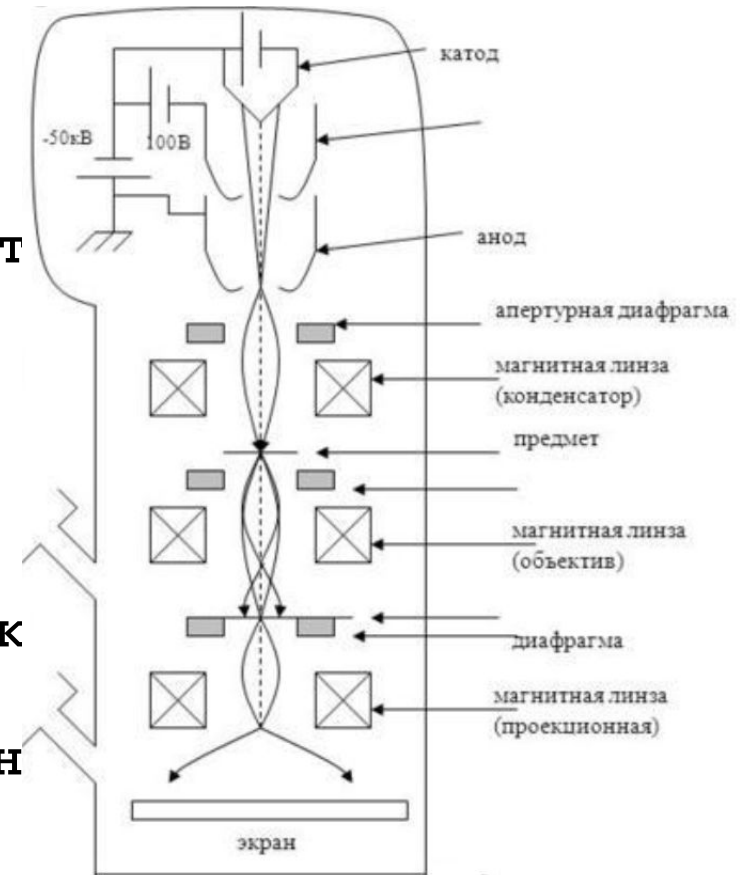 катод
-50кВ
100В
Т
анод
апертурная диафрагма
магнитная линза
(конденсатор)
предмет
магнитная линза
(объектив)
К
диафрагма
магнитная линза
(проекционная)
Н
экран